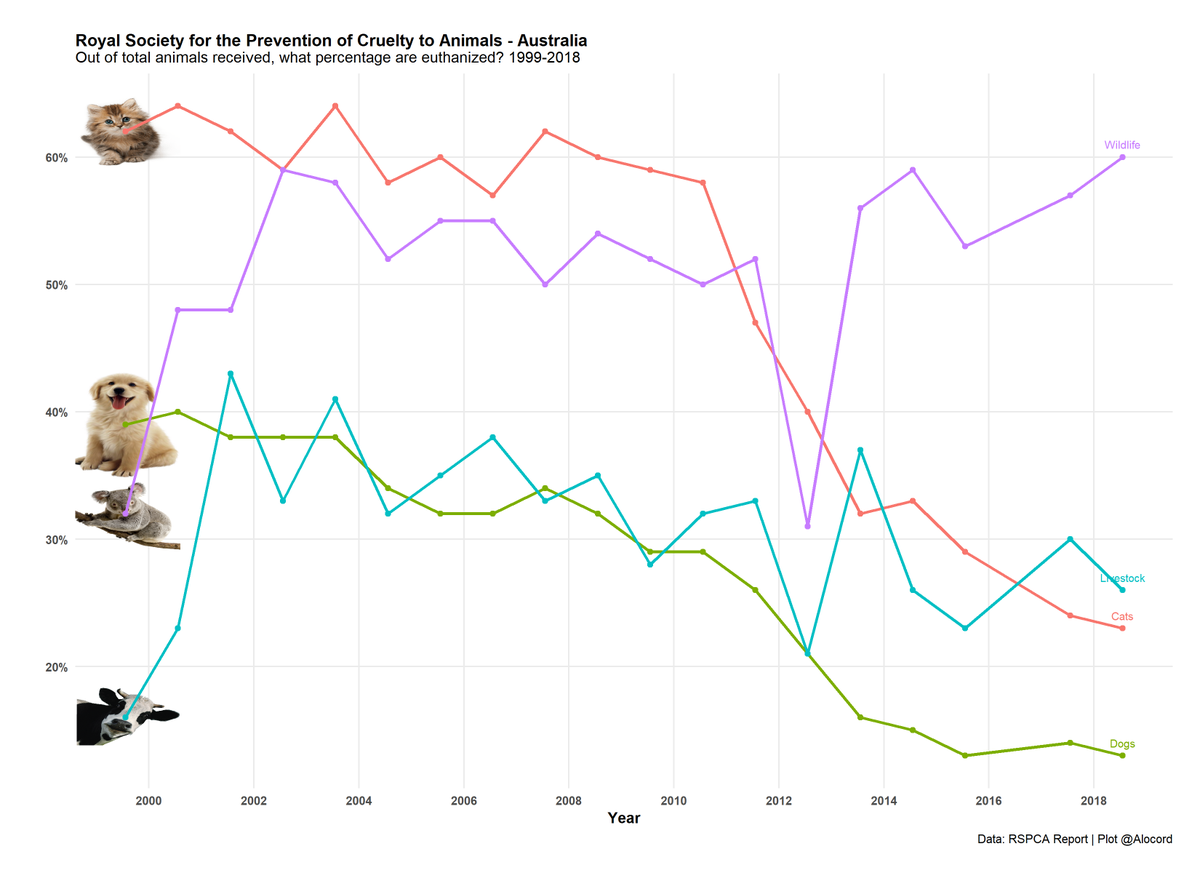 Royal Society for the Prevention of Cruelty to Animals - Australia
Out of total animals received, what percentage are euthanized? 1999-2018
Wildlife
60%
50%
40%
30%
Livestock
Cats
20%
Dogs
2000 2002 2004 2006 2008 2010 2012 2014 2016 2018
Year
Data: RSPCA Report | Plot @Alocord